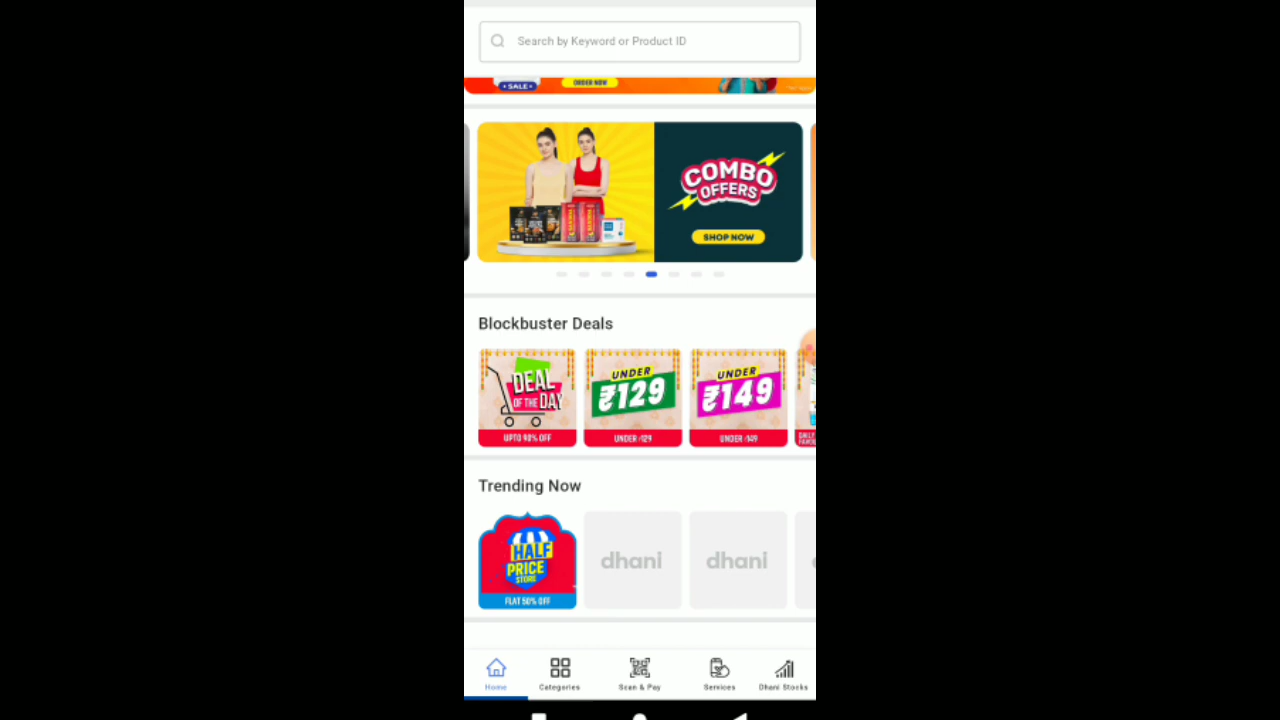 Search by Keyword or Product ID
SALE
ORDER NOW
COMBO
OFFERS
SHOP NOW
Blockbuster Deals
DEAL
OF THE DAY
UPTO 90% OFF
UNDER
₹129
UNDER ₹129
UNDER
₹149
UNDER ₹149
DAILY
Trending Now
HALF
PRICE
STORE
FLAT 50% OFF
dhani
dhani
Home
Categories
Scan & Pay
Services
Dhani Stocks